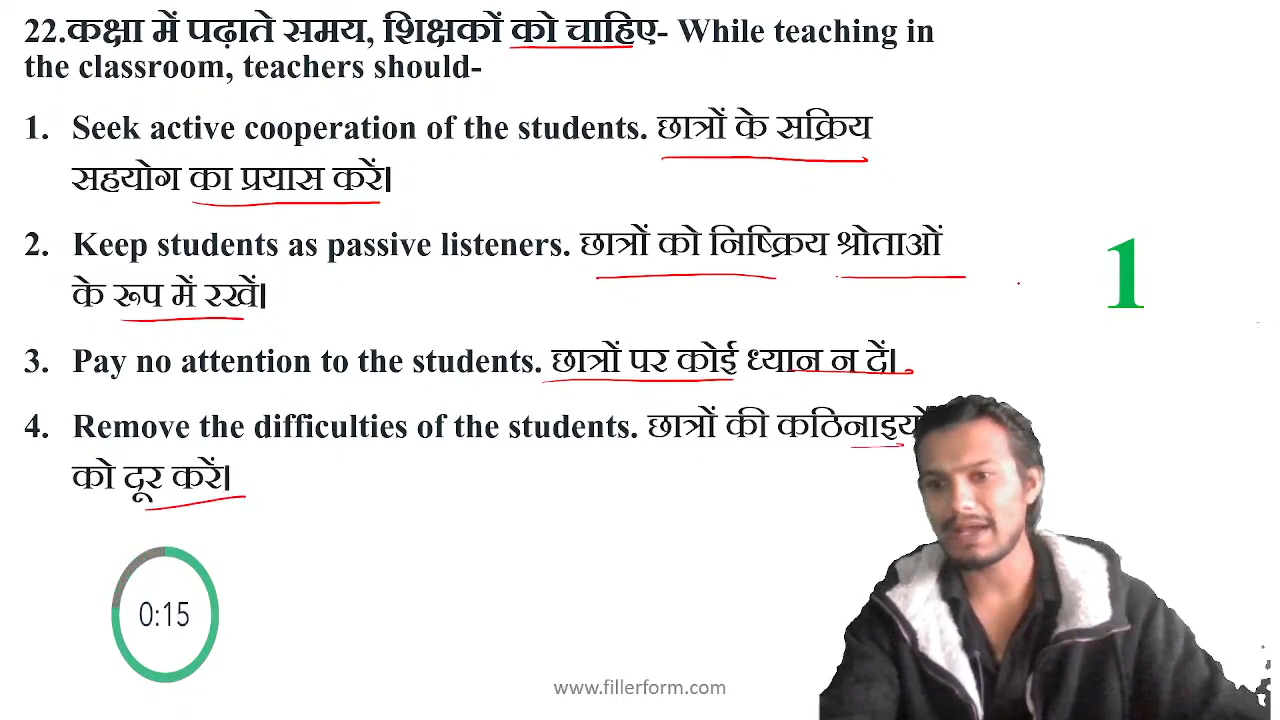 22.कक्षा में पढ़ाते समय, शिक्षकों को चाहिए- While teaching in
the classroom, teachers should-
1. Seek active cooperation of the students. छात्रों के सक्रिय
सहयोग का प्रयास करें।
2. Keep students as passive listeners. छात्रों को निष्क्रिय श्रोताओं
के रूप में रखें।
1
3. Pay no attention to the students. छात्रों पर कोई ध्यान न दें।
4. Remove the difficulties of the students. छात्रों की
को दूर करें।
0:15
www.fillerform.com